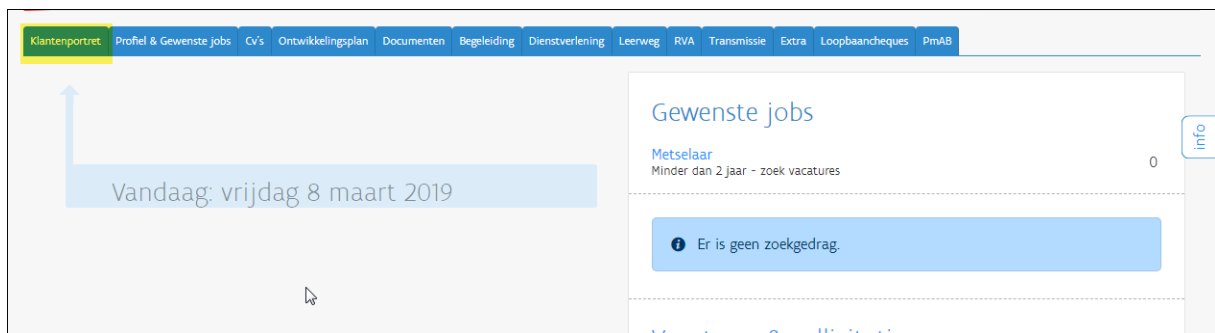 Klantenportret Profiel & Gewenste jobs Cv's Ontwikkelingsplan Documenten Begeleiding Dienstverlening Leerweg RVA Transmissie Extra Loopbaancheques PmAB
Vandaag: vrijdag 8 maart 2019
Gewenste jobs
Metselaar
Minder dan 2 jaar - zoek vacatures
0
Er is geen zoekgedrag.
info